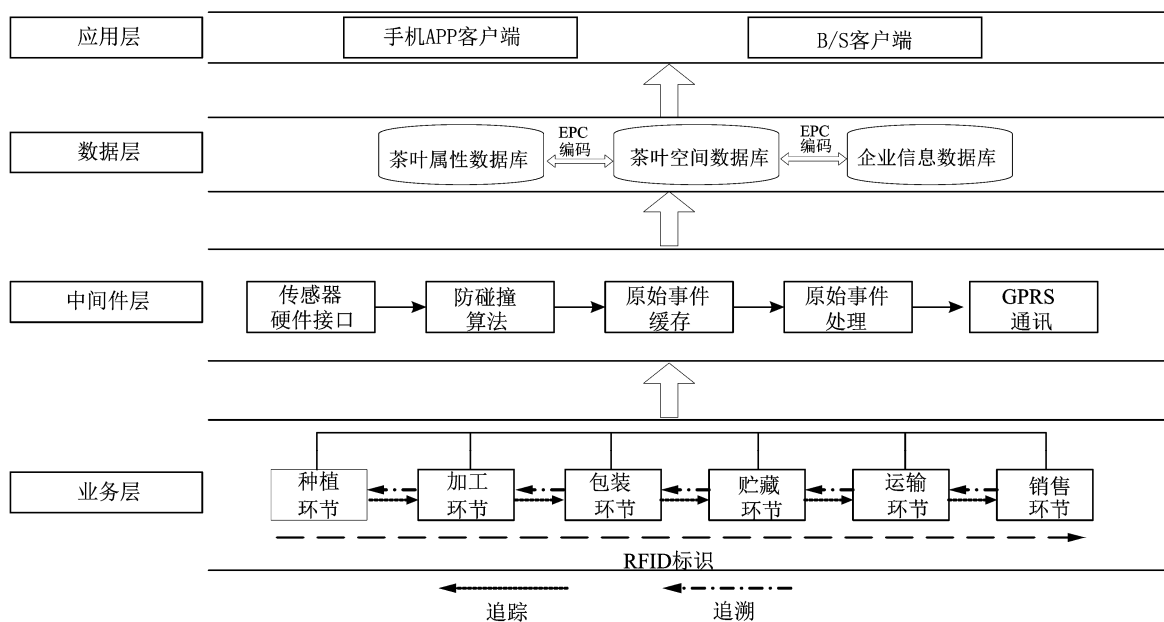 应用层
手机APP客户端
B/S客户端
数据层
茶叶属性数据库
EPC
编码
茶叶空间数据库
EPC
编码
企业信息数据库
中间件层
传感器
硬件接口
防碰撞
算法
原始事件
缓存
原始事件
处理
GPRS
通讯
业务层
种植
环节
加工
环节
包装
环节
贮藏
环节
运输
环节
销售
环节
RFID标识
追踪
追溯